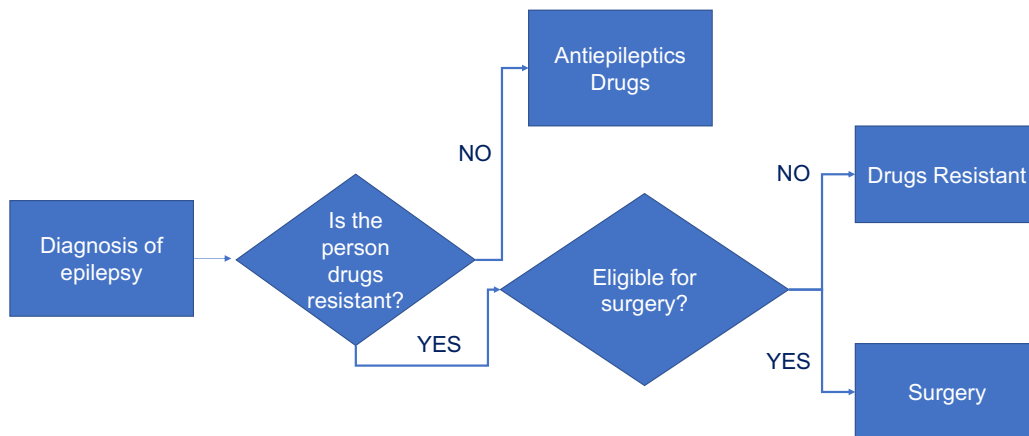 Diagnosis of
epilepsy
Is the
person
drugs
resistant?
NO
Antiepileptics
Drugs
YES
Eligible for
surgery?
NO
Drugs Resistant
YES
Surgery